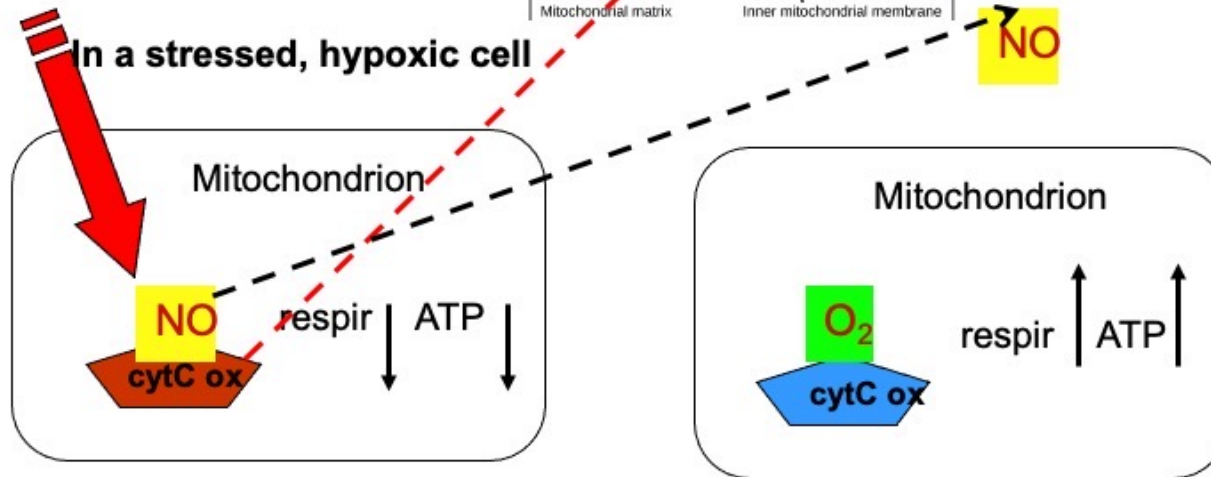 Mitochondrial matrix
Inner mitochondrial membrane
NO
In a stressed, hypoxic cell
Mitochondrion
NO
respir
ATP
cytC ox
Mitochondrion
O₂
respir
ATP
cytC ox